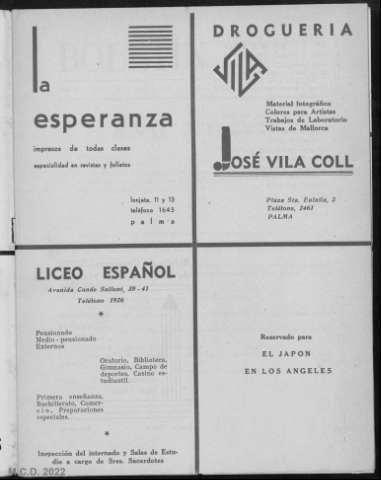 la
esperanza
impresos de todas clases
especialidad en revistas y folletos
lonjeta, 11 y 13
teléfono 1645
palma
DROGUERIA
VILA
Material fotográfico
Colores para Artistas
Trabajos de Laboratorio
Vistas de Mallorca
JOSÉ VILA COLL
Plaza Sta. Eulalia, 2
Teléfono, 2461
PALMA
LICEO ESPAÑOL
Avenida Conde Sallent, 39 - 41
Teléfono 1926
*
Pensionado
Medio - pensionado
Externos
Oratorio, Biblioteca,
Gimnasio, Campo de
deportes, Casino es-
tudiantil.
Primera enseñanza,
Bachillerato, Comer-
cio, Preparaciones
especiales.
*
Inspección del internado y Salas de Estu-
dio a cargo de Sres. Sacerdotes
Reservado para
EL JAPON
EN LOS ANGELES
M.C.D. 2022